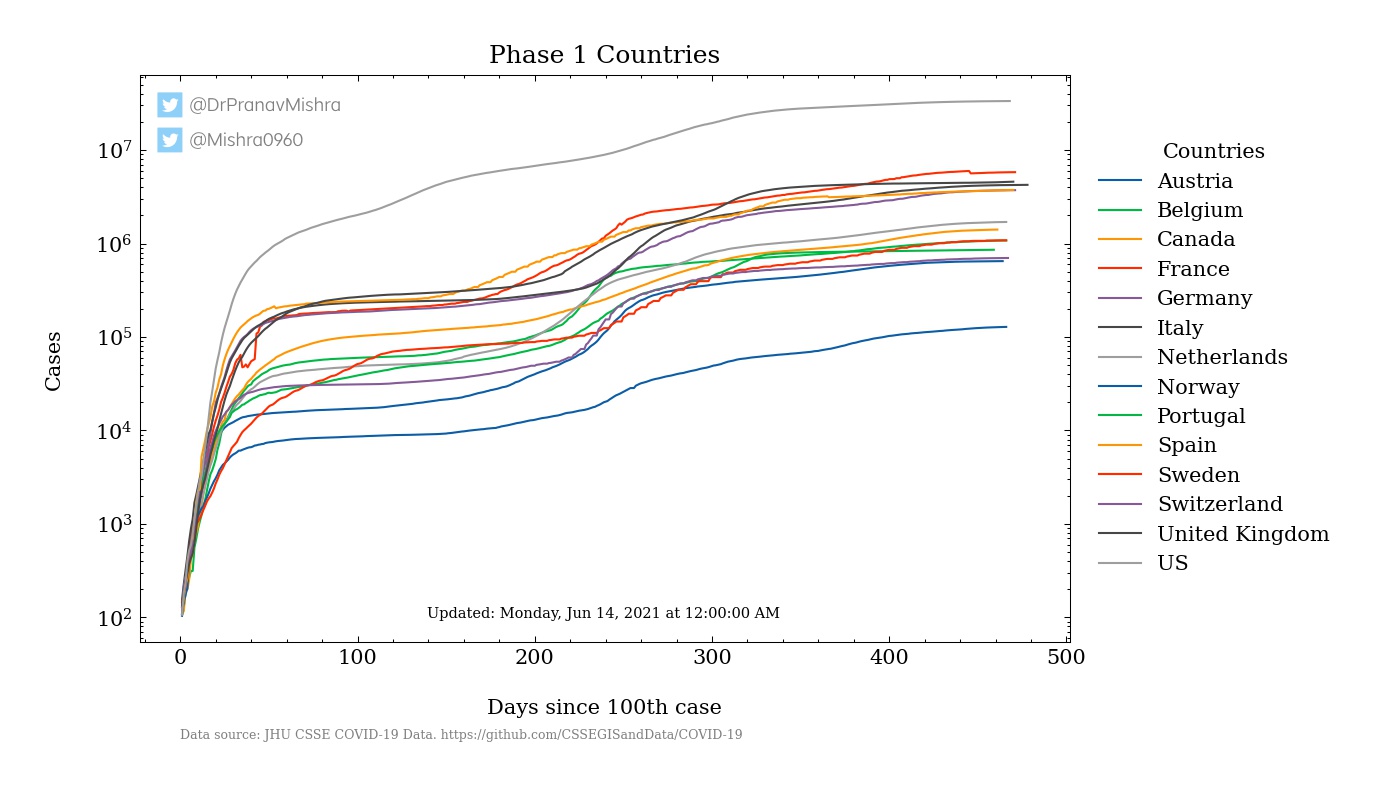 Phase 1 Countries
@DrPranavMishra
@Mishra0960
10^7
10^6
10^5
10^4
10^3
10^2
Cases
Updated: Monday, Jun 14, 2021 at 12:00:00 AM
0 100 200 300 400 500
Days since 100th case
Data source: JHU CSSE COVID-19 Data. https://github.com/CSSEGISandData/COVID-19
Countries
Austria
Belgium
Canada
France
Germany
Italy
Netherlands
Norway
Portugal
Spain
Sweden
Switzerland
United Kingdom
US